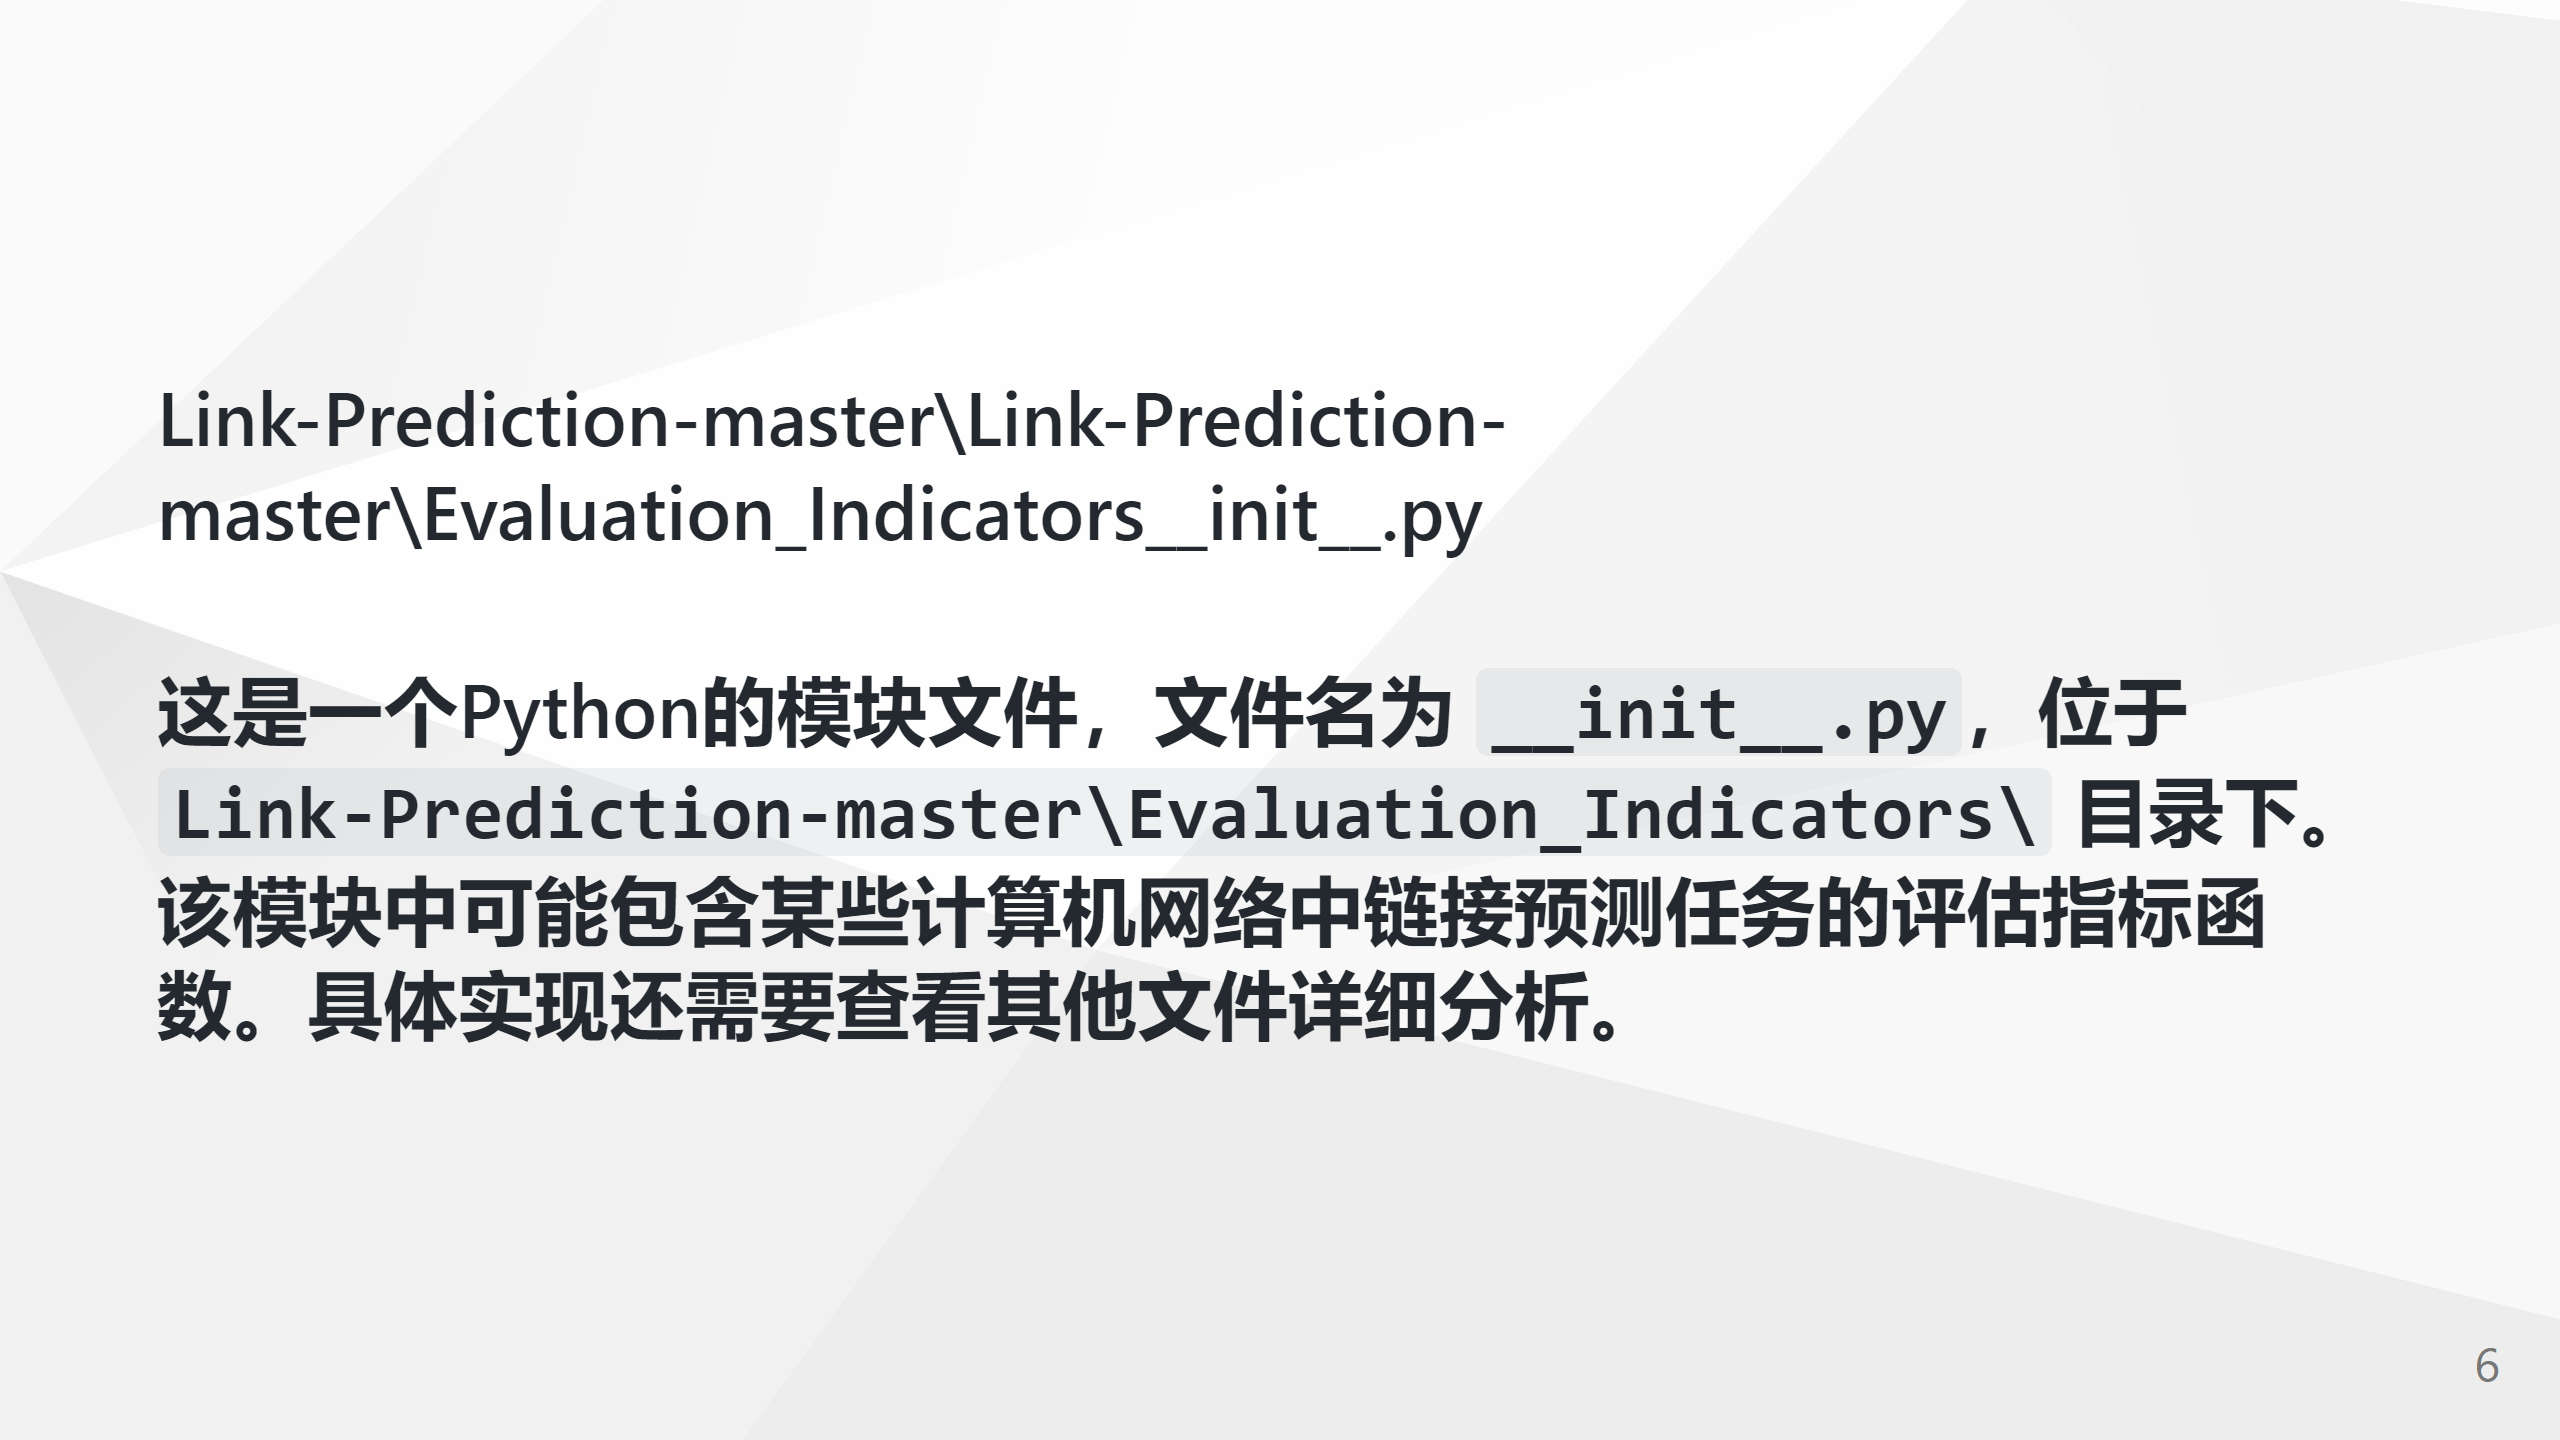 Link-Prediction-master\Link-Prediction-
master\Evaluation_Indicators__init__.py
这是一个Python的模块文件，文件名为 __init__.py，位于
Link-Prediction-master\Evaluation_Indicators\ 目录下。
该模块中可能包含某些计算机网络中链接预测任务的评估指标函
数。具体实现还需要查看其他文件详细分析。
6